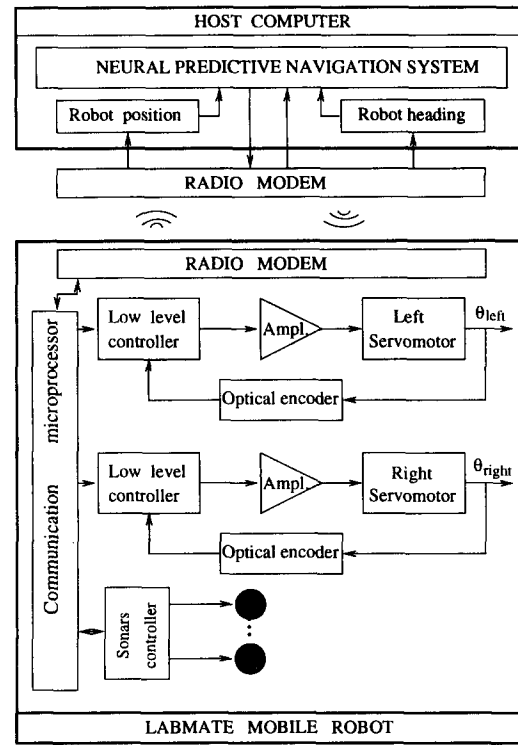 HOST COMPUTER
NEURAL PREDICTIVE NAVIGATION SYSTEM
Robot position
Robot heading
RADIO MODEM
RADIO MODEM
Communication microprocessor
Low level
controller
Ampl.
Left
Servomotor
θleft
Optical encoder
Low level
controller
Ampl.
Right
Servomotor
θright
Optical encoder
Sonars
controller
LABMATE MOBILE ROBOT